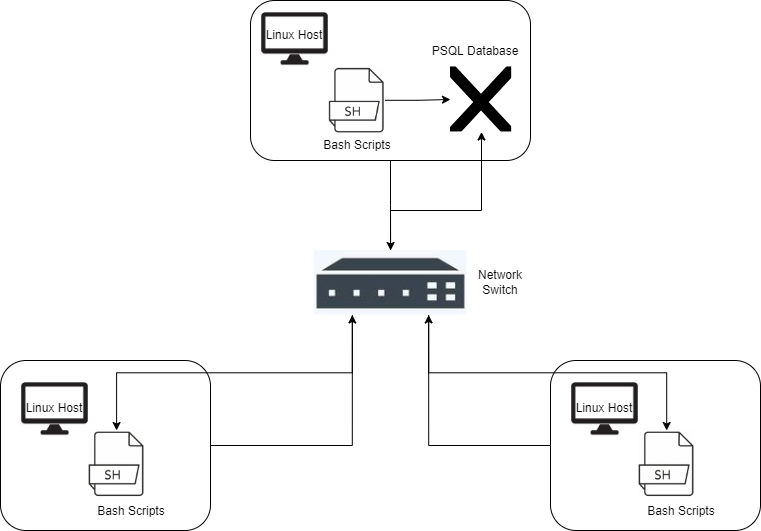 Linux Host
PSQL Database
SH
Bash Scripts
Network
Switch
Linux Host
SH
Bash Scripts
Linux Host
SH
Bash Scripts